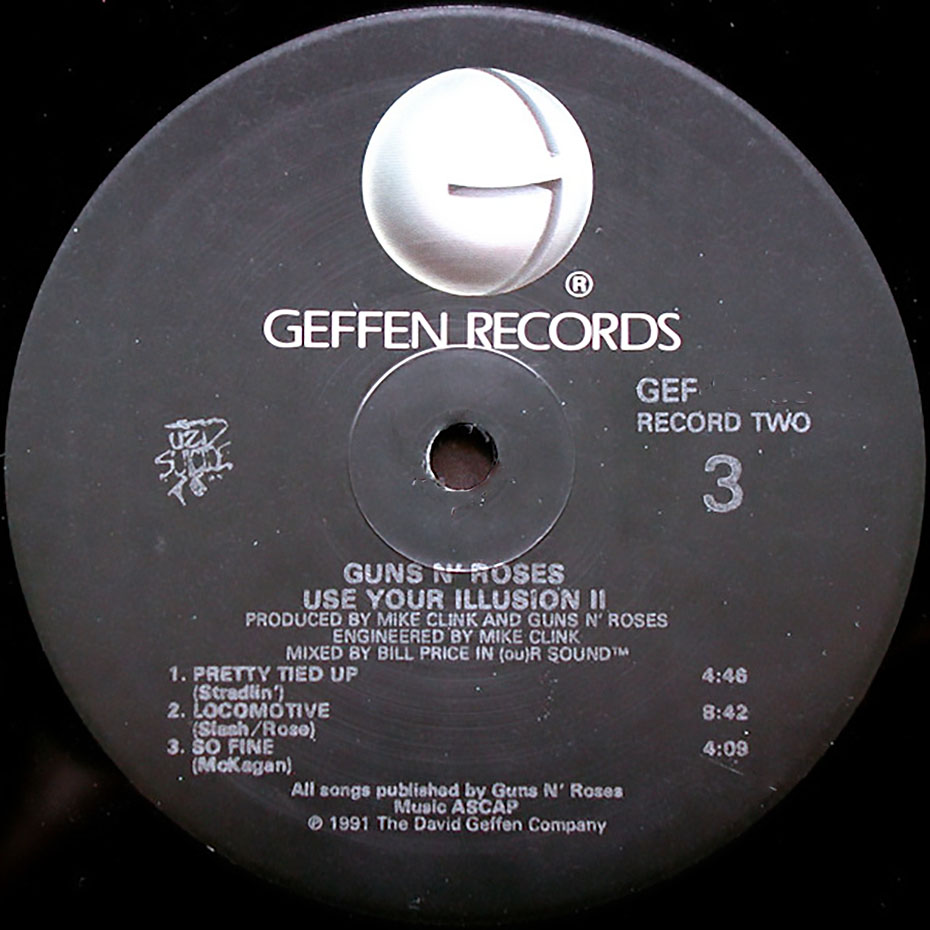 ®
GEFFEN RECORDS
GEF
RECORD TWO
3
GUNS N' ROSES
USE YOUR ILLUSION II
PRODUCED BY MIKE CLINK AND GUNS N' ROSES
ENGINEERED BY MIKE CLINK
MIXED BY BILL PRICE IN (ou)R SOUND™
1. PRETTY TIED UP 4:46
(Stradlin')
2. LOCOMOTIVE 8:42
(Slash/Rose)
3. SO FINE 4:09
(McKagan)
All songs published by Guns N' Roses
Music ASCAP
℗ 1991 The David Geffen Company